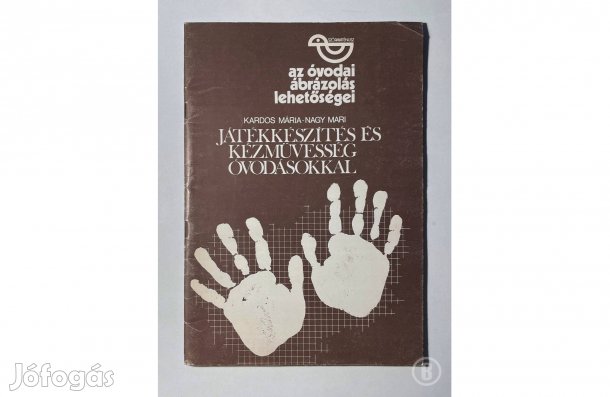 az óvodai
ábrázolás
lehetőségei
KARDOS MÁRIA-NAGY MARI
JÁTÉKKÉSZÍTÉS ÉS
KÉZMŰVESSÉG
ÓVODÁSOKKAL
Jófogás